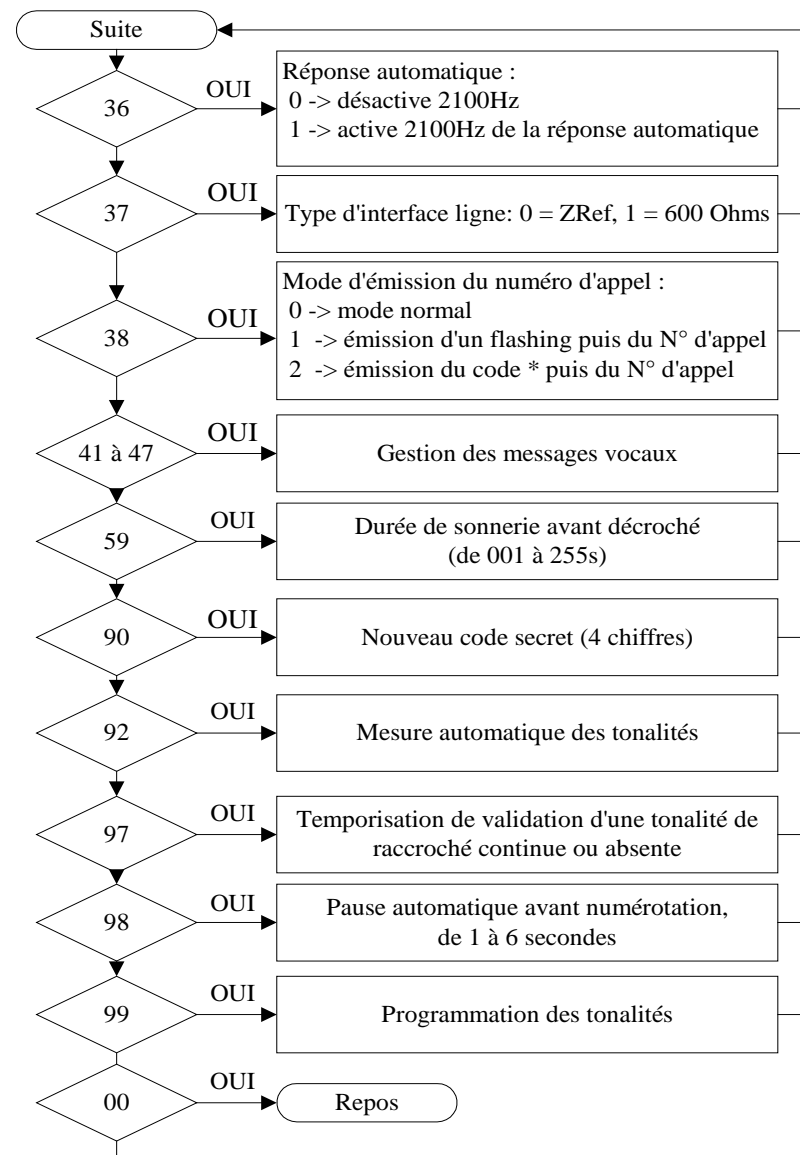 Suite
36
OUI
Réponse automatique :
0 -> désactive 2100Hz
1 -> active 2100Hz de la réponse automatique
37
OUI
Type d'interface ligne: 0 = ZRef, 1 = 600 Ohms
38
OUI
Mode d'émission du numéro d'appel :
0 -> mode normal
1 -> émission d'un flashing puis du N° d'appel
2 -> émission du code * puis du N° d'appel
41 à 47
OUI
Gestion des messages vocaux
59
OUI
Durée de sonnerie avant décroché
(de 001 à 255s)
90
OUI
Nouveau code secret (4 chiffres)
92
OUI
Mesure automatique des tonalités
97
OUI
Temporisation de validation d'une tonalité de
raccroché continue ou absente
98
OUI
Pause automatique avant numérotation,
de 1 à 6 secondes
99
OUI
Programmation des tonalités
00
OUI
Repos